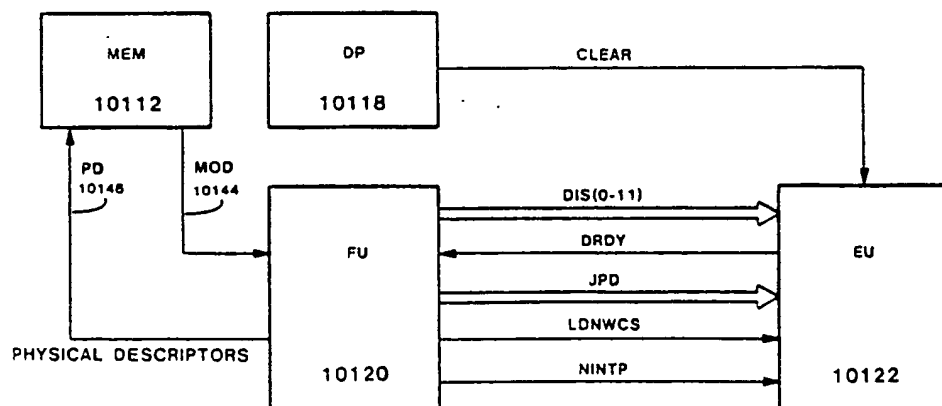 MEM
10112
DP
10118
CLEAR
PD
10146
MOD
10144
FU
10120
DIS(0-11)
DRDY
JPD
LDNWCS
NINTP
EU
10122
PHYSICAL DESCRIPTORS